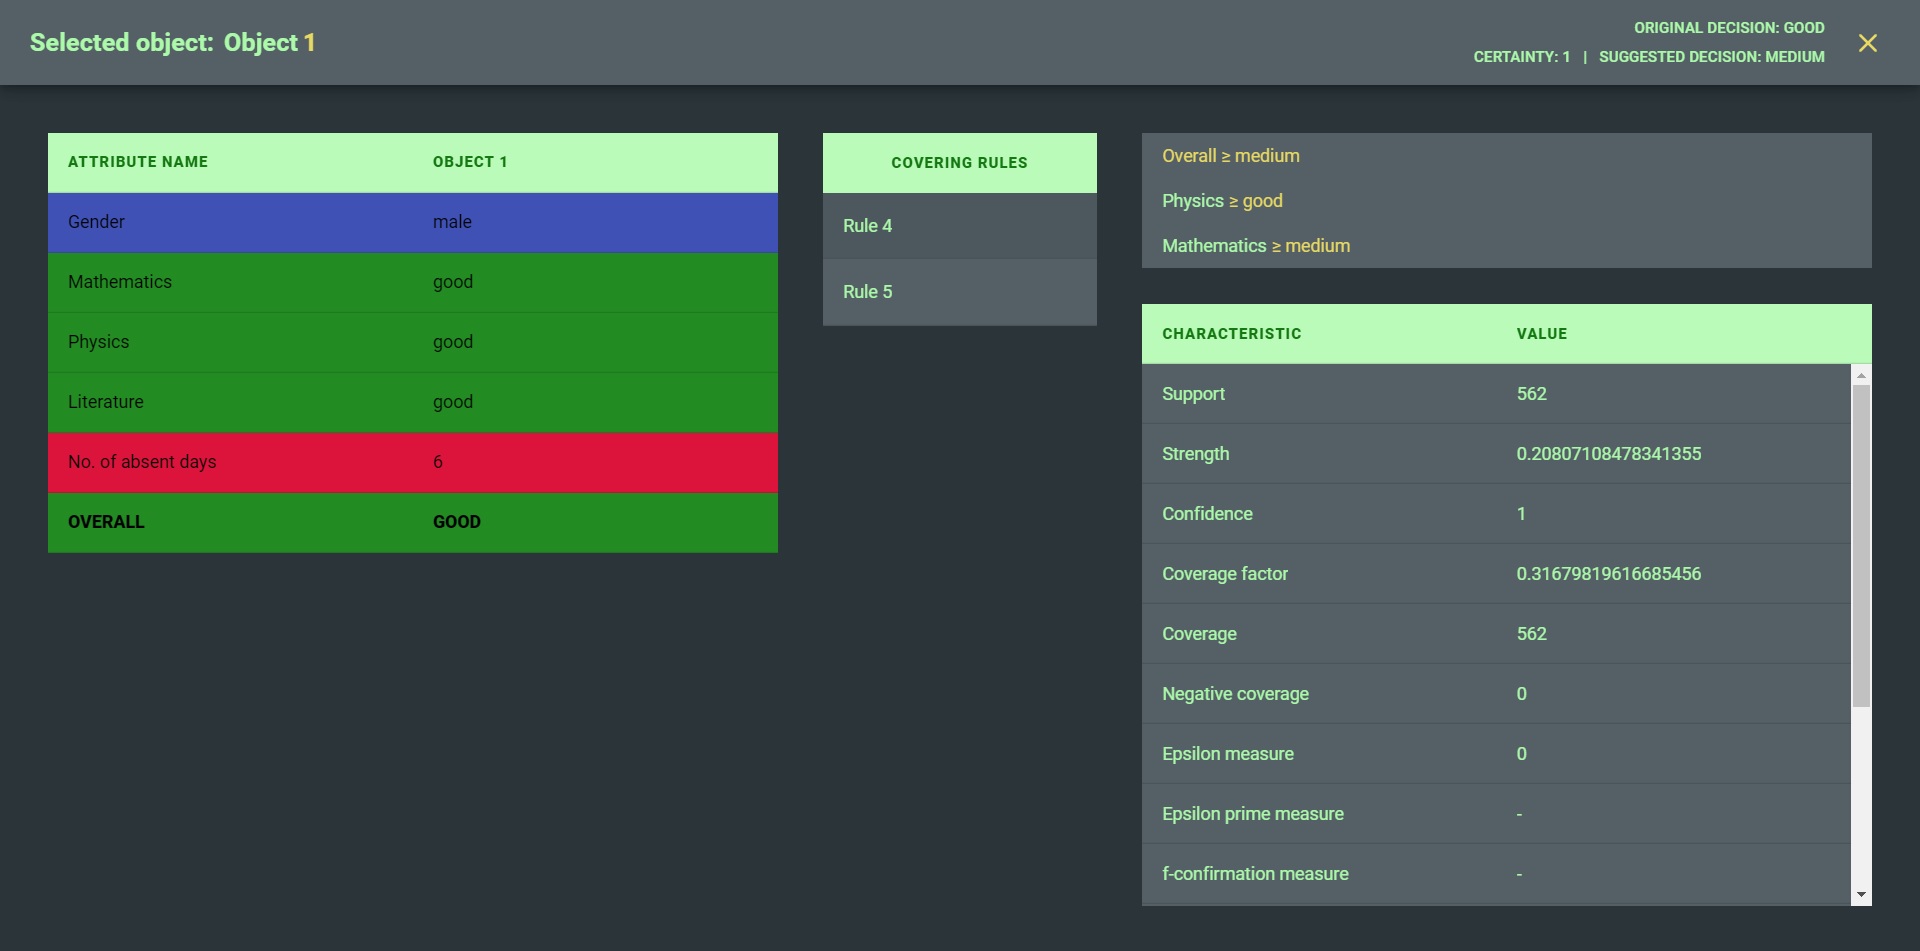 Selected object: Object 1
ORIGINAL DECISION: GOOD
CERTAINTY: 1 | SUGGESTED DECISION: MEDIUM
ATTRIBUTE NAME OBJECT 1
Gender male
Mathematics good
Physics good
Literature good
No. of absent days 6
OVERALL GOOD
COVERING RULES
Rule 4
Rule 5
Overall ≥ medium
Physics ≥ good
Mathematics ≥ medium
CHARACTERISTIC VALUE
Support 562
Strength 0.20807108478341355
Confidence 1
Coverage factor 0.31679819616685456
Coverage 562
Negative coverage 0
Epsilon measure 0
Epsilon prime measure -
f-confirmation measure -